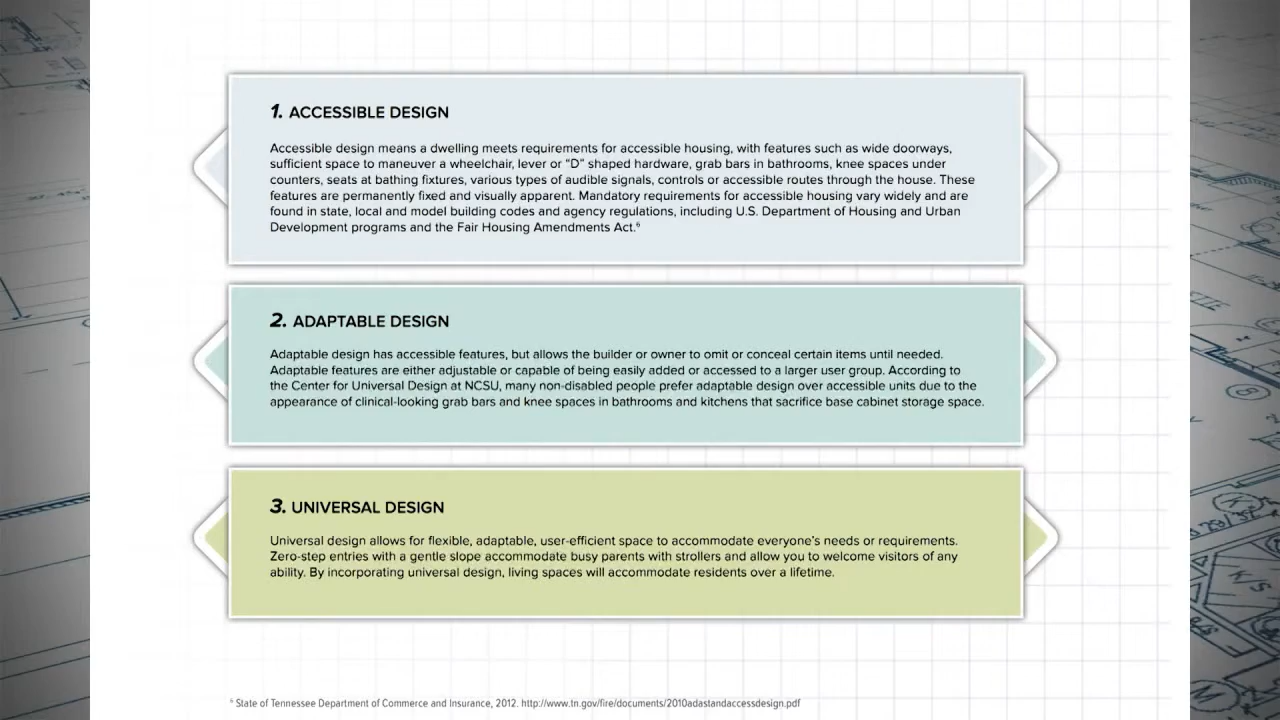 1. ACCESSIBLE DESIGN
Accessible design means a dwelling meets requirements for accessible housing, with features such as wide doorways,
sufficient space to maneuver a wheelchair, lever or “D” shaped hardware, grab bars in bathrooms, knee spaces under
counters, seats at bathing fixtures, various types of audible signals, controls or accessible routes through the house. These
features are permanently fixed and visually apparent. Mandatory requirements for accessible housing vary widely and are
found in state, local and model building codes and agency regulations, including U.S. Department of Housing and Urban
Development programs and the Fair Housing Amendments Act.⁶
2. ADAPTABLE DESIGN
Adaptable design has accessible features, but allows the builder or owner to omit or conceal certain items until needed.
Adaptable features are either adjustable or capable of being easily added or accessed to a larger user group. According to
the Center for Universal Design at NCSU, many non-disabled people prefer adaptable design over accessible units due to the
appearance of clinical-looking grab bars and knee spaces in bathrooms and kitchens that sacrifice base cabinet storage space.
3. UNIVERSAL DESIGN
Universal design allows for flexible, adaptable, user-efficient space to accommodate everyone’s needs or requirements.
Zero-step entries with a gentle slope accommodate busy parents with strollers and allow you to welcome visitors of any
ability. By incorporating universal design, living spaces will accommodate residents over a lifetime.
⁶ State of Tennessee Department of Commerce and Insurance, 2012. http://www.tn.gov/fire/documents/2010adastandaccessdesign.pdf